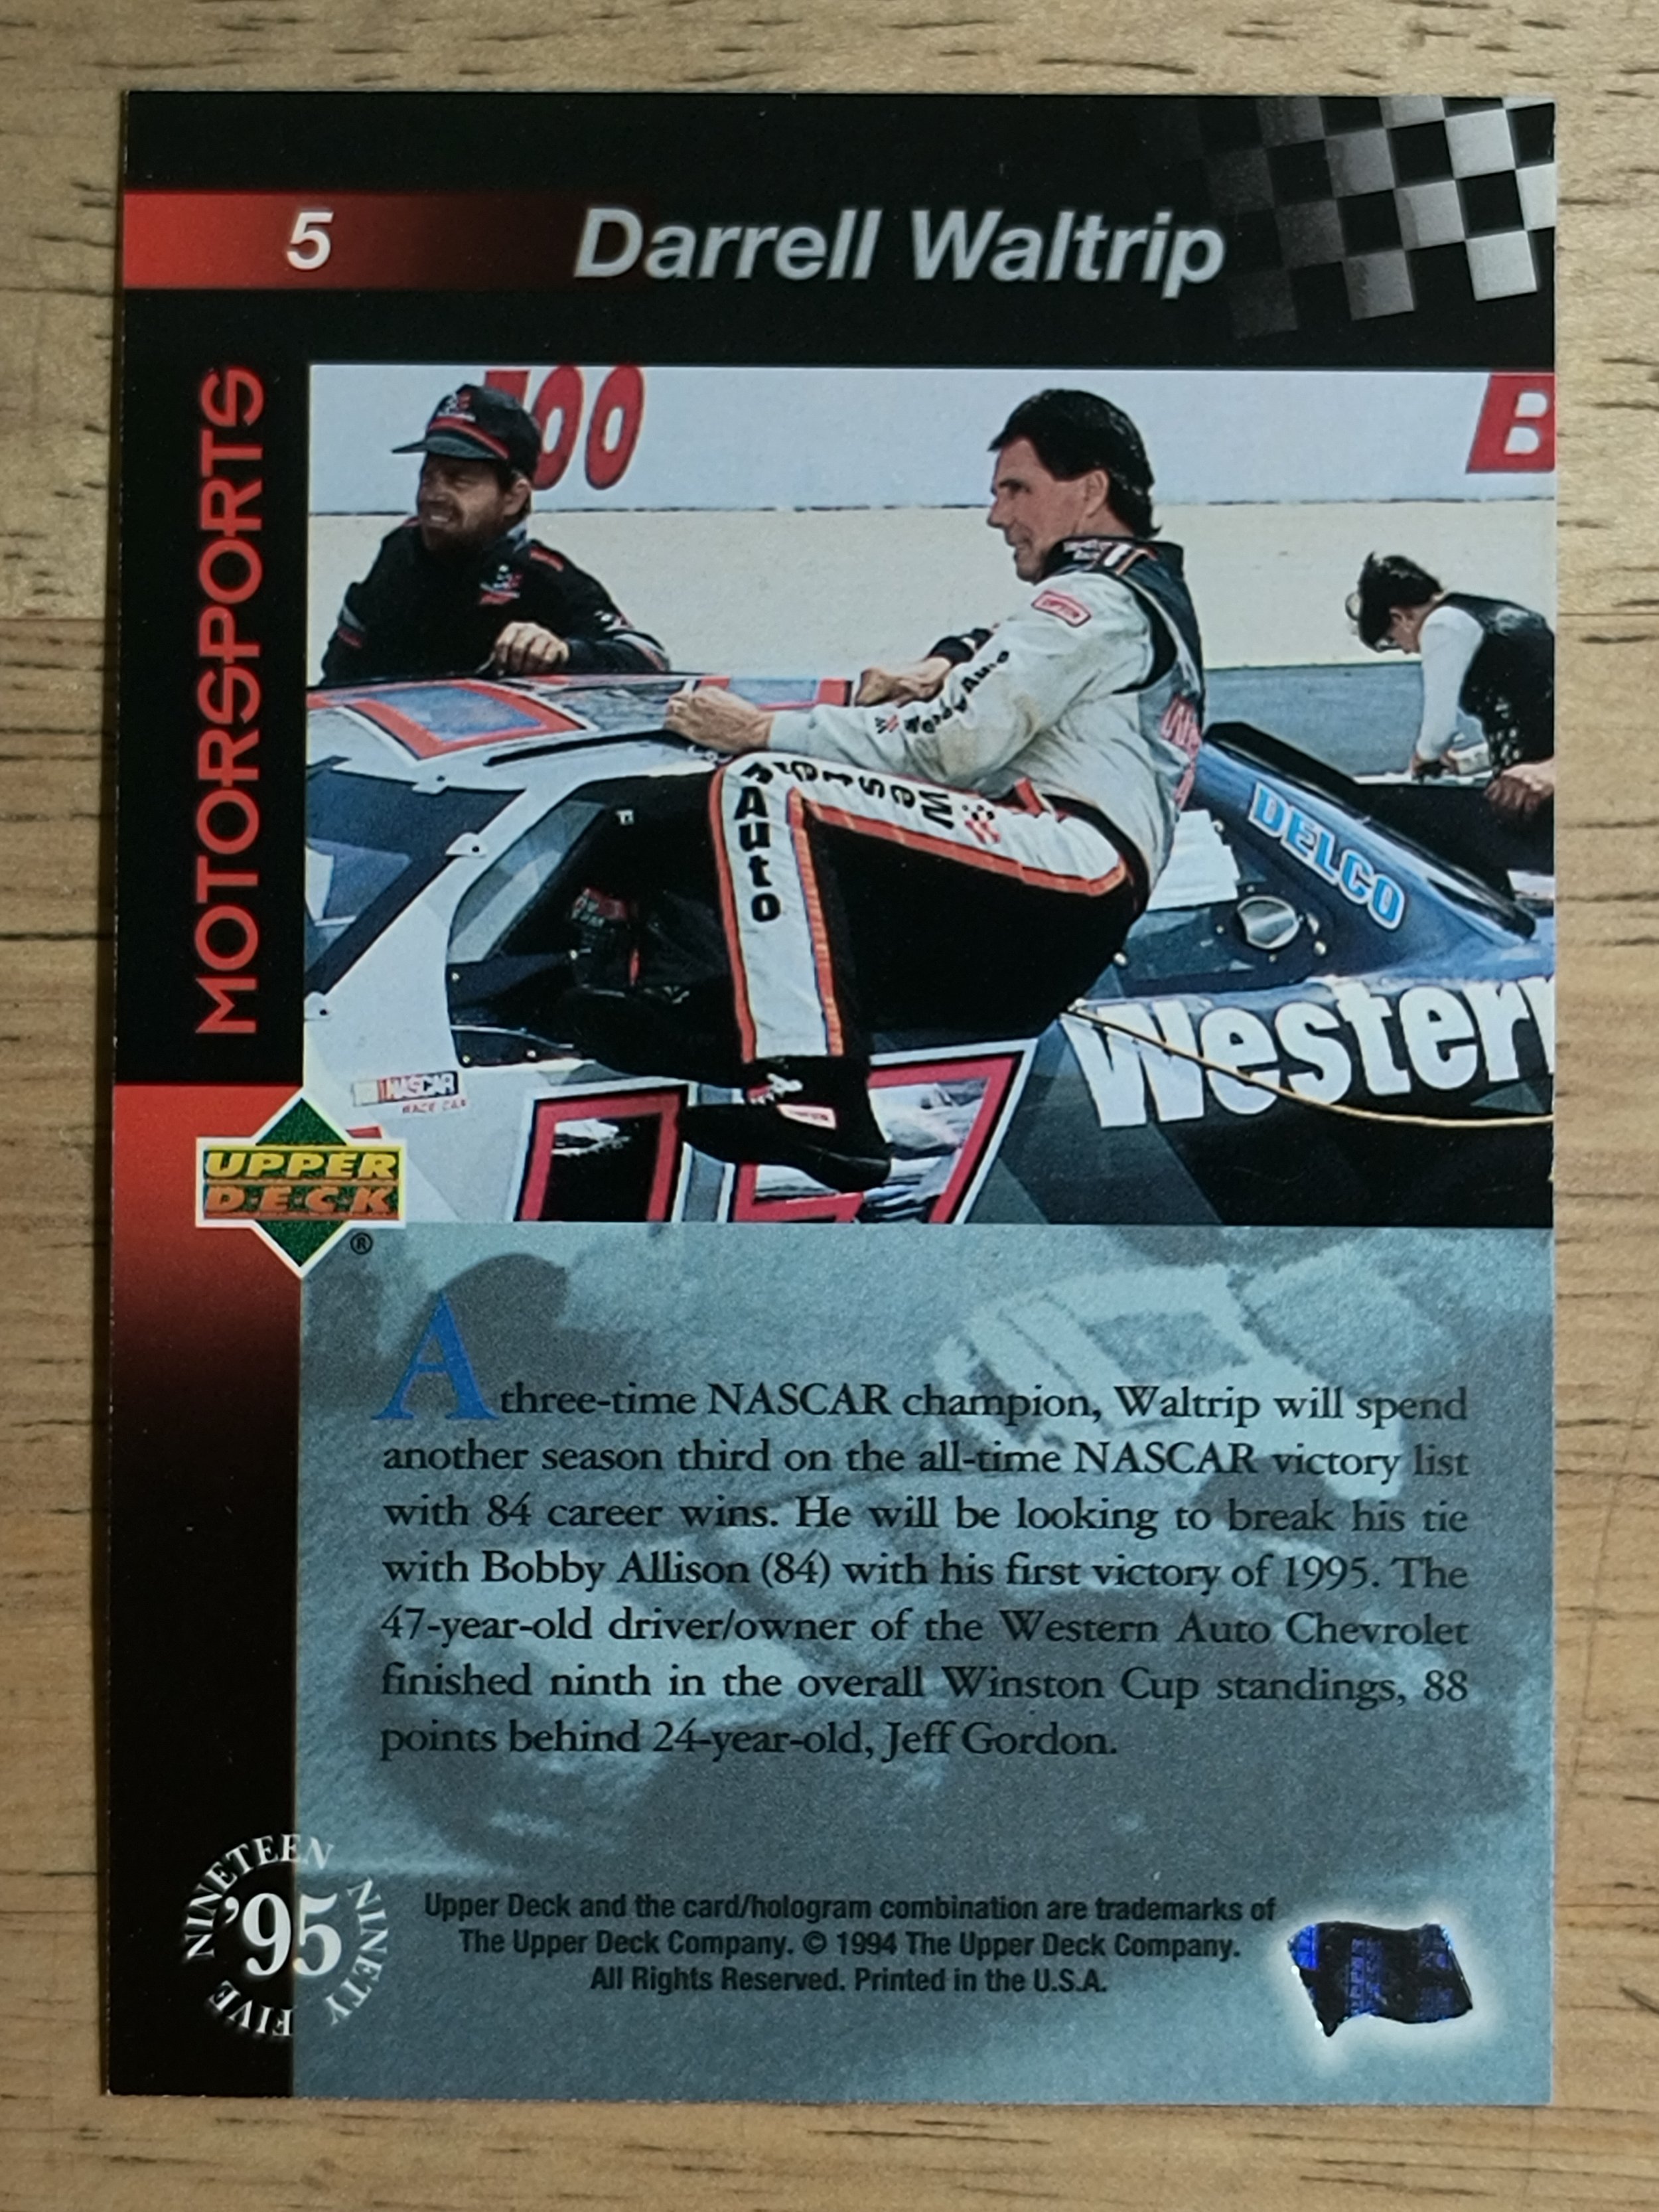 5 Darrell Waltrip
MOTORSPORTS
00
B
Western Auto
Western
Auto
DELCO
Western
NASCAR
RACE CAR
17
UPPER
DECK
®
A three-time NASCAR champion, Waltrip will spend
another season third on the all-time NASCAR victory list
with 84 career wins. He will be looking to break his tie
with Bobby Allison (84) with his first victory of 1995. The
47-year-old driver/owner of the Western Auto Chevrolet
finished ninth in the overall Winston Cup standings, 88
points behind 24-year-old, Jeff Gordon.
NINETEEN NINETY FIVE
'95
Upper Deck and the card/hologram combination are trademarks of
The Upper Deck Company. © 1994 The Upper Deck Company.
All Rights Reserved. Printed in the U.S.A.